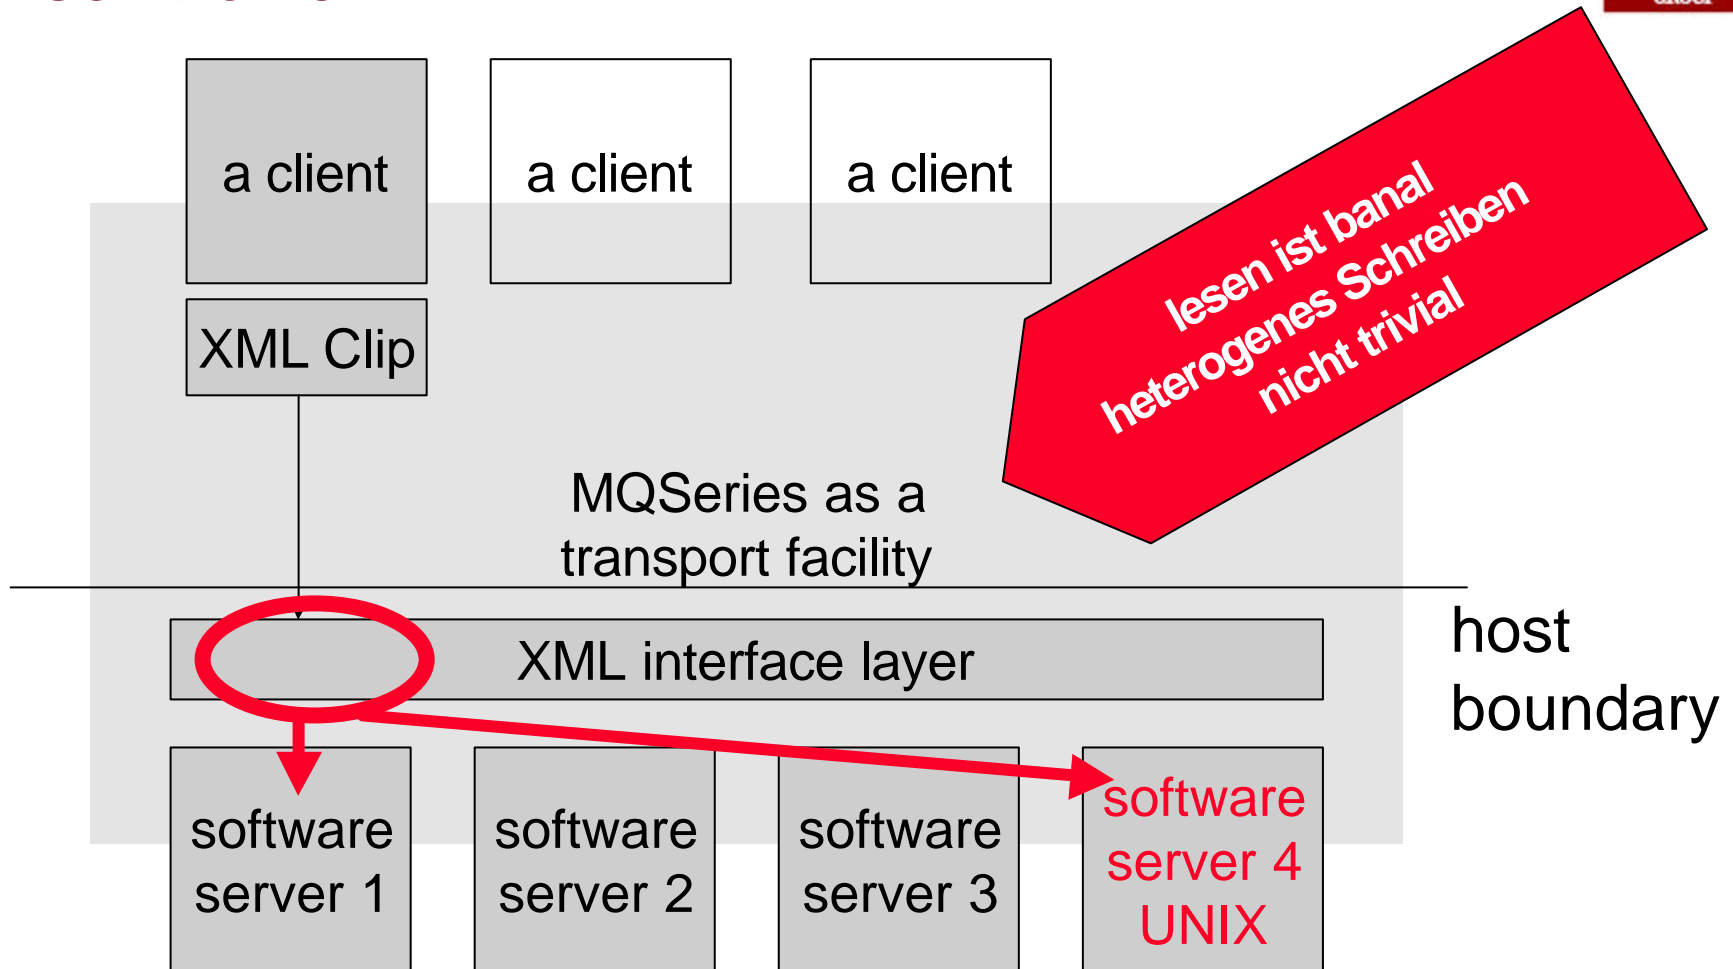 a client
a client
a client
lesen ist banal
heterogenes Schreiben
nicht trivial
XML Clip
MQSeries as a
transport facility
host
boundary
XML interface layer
software
server 1
software
server 2
software
server 3
software
server 4
UNIX